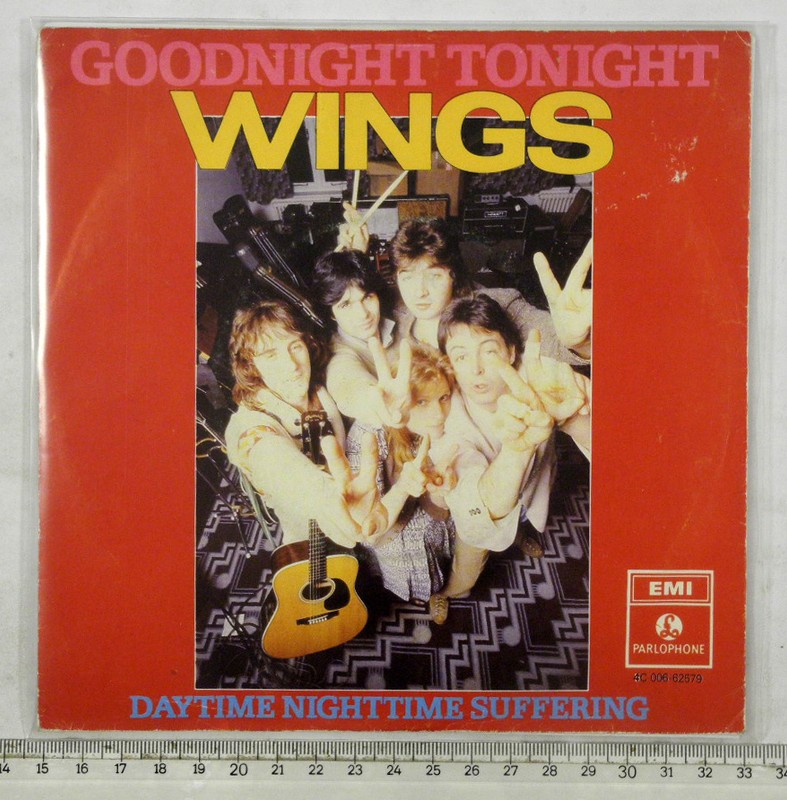 GOODNIGHT TONIGHT
WINGS
EMI
PARLOPHONE
4C 006-62579
DAYTIME NIGHTTIME SUFFERING
14 15 16 17 18 19 20 21 22 23 24 25 26 27 28 29 30 31 32 33 34